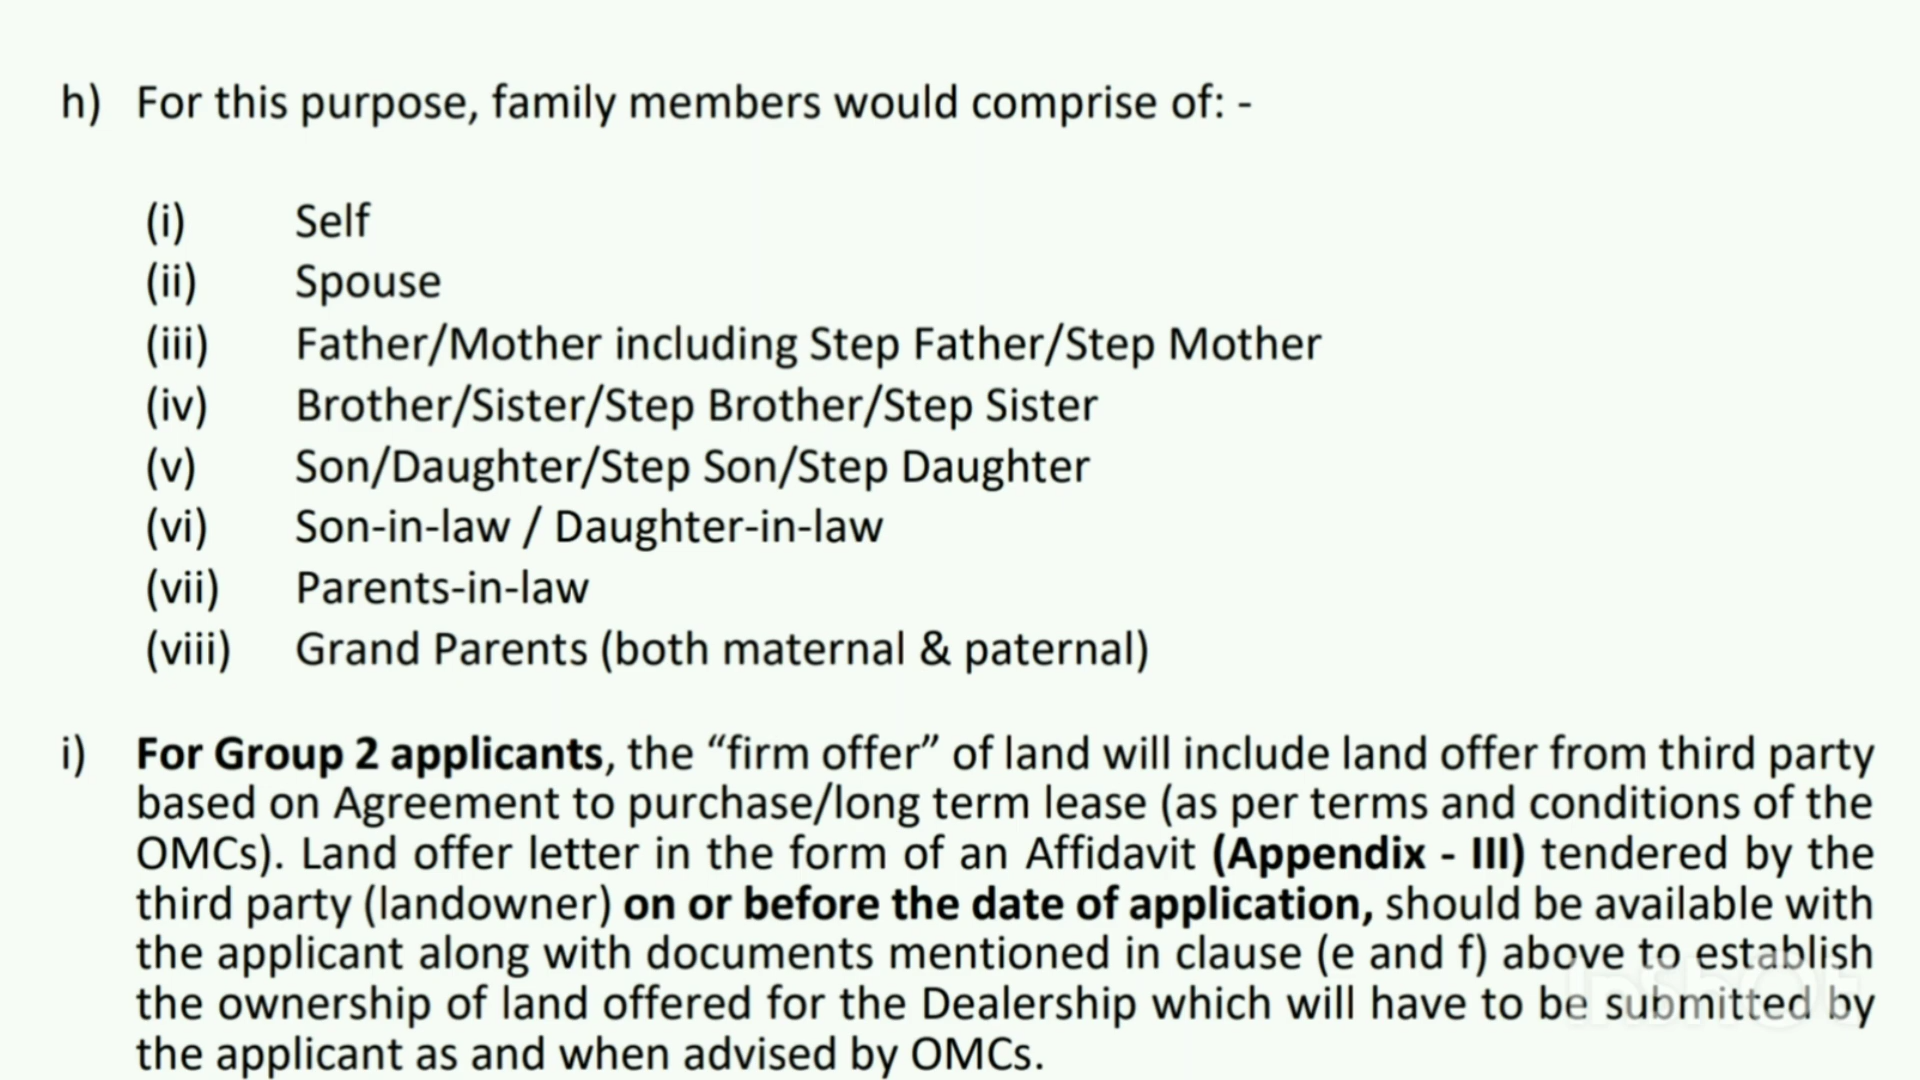 h) For this purpose, family members would comprise of: -
(i) Self
(ii) Spouse
(iii) Father/Mother including Step Father/Step Mother
(iv) Brother/Sister/Step Brother/Step Sister
(v) Son/Daughter/Step Son/Step Daughter
(vi) Son-in-law / Daughter-in-law
(vii) Parents-in-law
(viii) Grand Parents (both maternal & paternal)
i) For Group 2 applicants, the “firm offer” of land will include land offer from third party
based on Agreement to purchase/long term lease (as per terms and conditions of the
OMCs). Land offer letter in the form of an Affidavit (Appendix - III) tendered by the
third party (landowner) on or before the date of application, should be available with
the applicant along with documents mentioned in clause (e and f) above to establish
the ownership of land offered for the Dealership which will have to be submitted by
the applicant as and when advised by OMCs.
InShOt